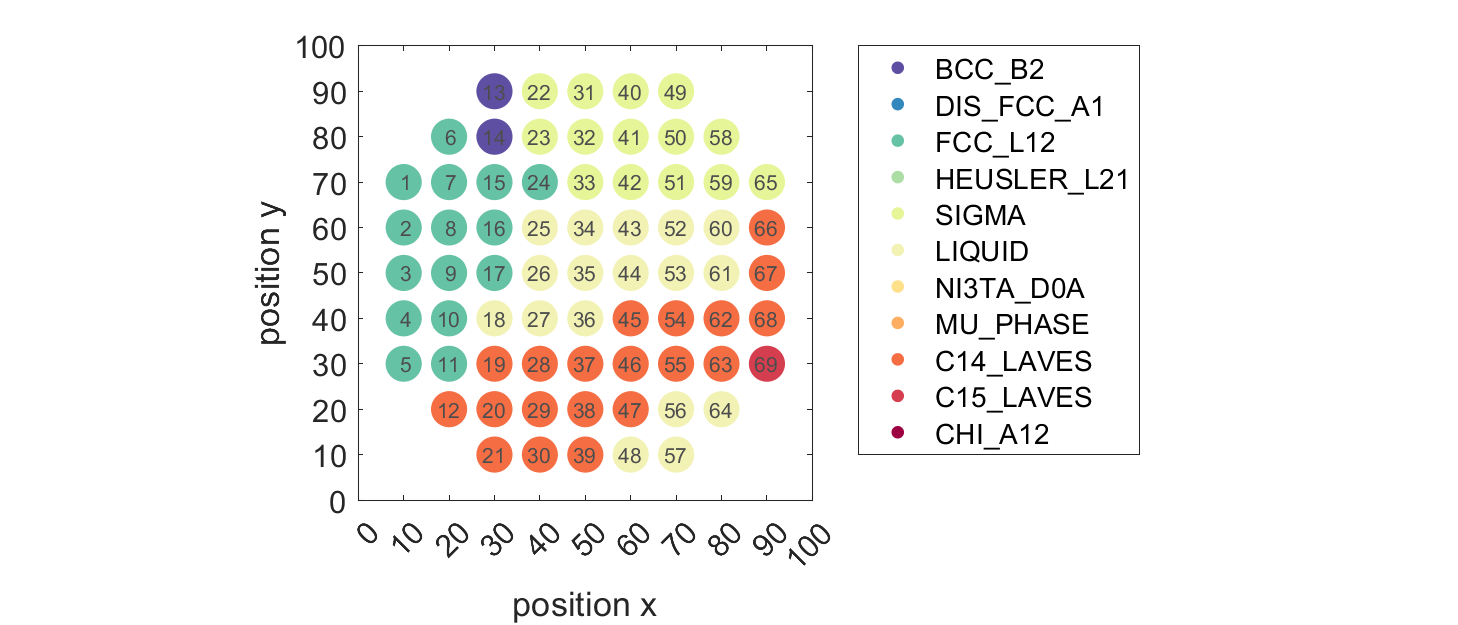 100
90 13 22 31 40 49
80 6 14 23 32 41 50 58
70 1 7 15 24 33 42 51 59 65
60 2 8 16 25 34 43 52 60 66
50 3 9 17 26 35 44 53 61 67
40 4 10 18 27 36 45 54 62 68
30 5 11 19 28 37 46 55 63 69
20 12 20 29 38 47 56 64
10 21 30 39 48 57
0
position y
0 10 20 30 40 50 60 70 80 90 100
position x
BCC_B2
DIS_FCC_A1
FCC_L12
HEUSLER_L21
SIGMA
LIQUID
NI3TA_D0A
MU_PHASE
C14_LAVES
C15_LAVES
CHI_A12